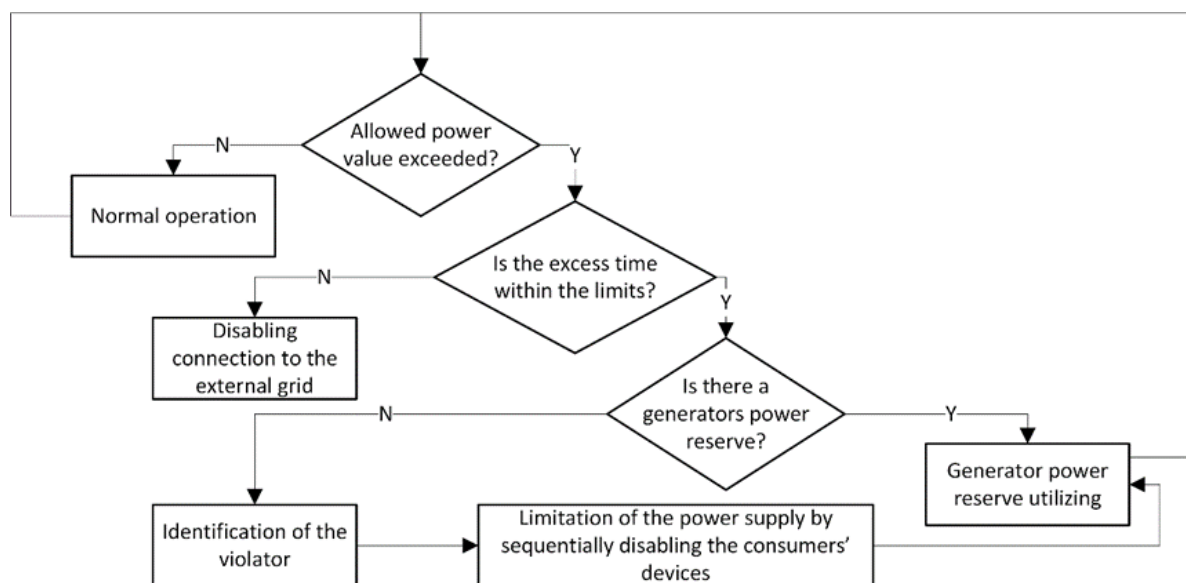 Allowed power
value exceeded?
N
Y
Normal operation
Is the excess time
within the limits?
N
Y
Disabling
connection to the
external grid
Is there a
generators power
reserve?
N
Y
Generator power
reserve utilizing
Identification of the
violator
Limitation of the power supply by
sequentially disabling the consumers’
devices